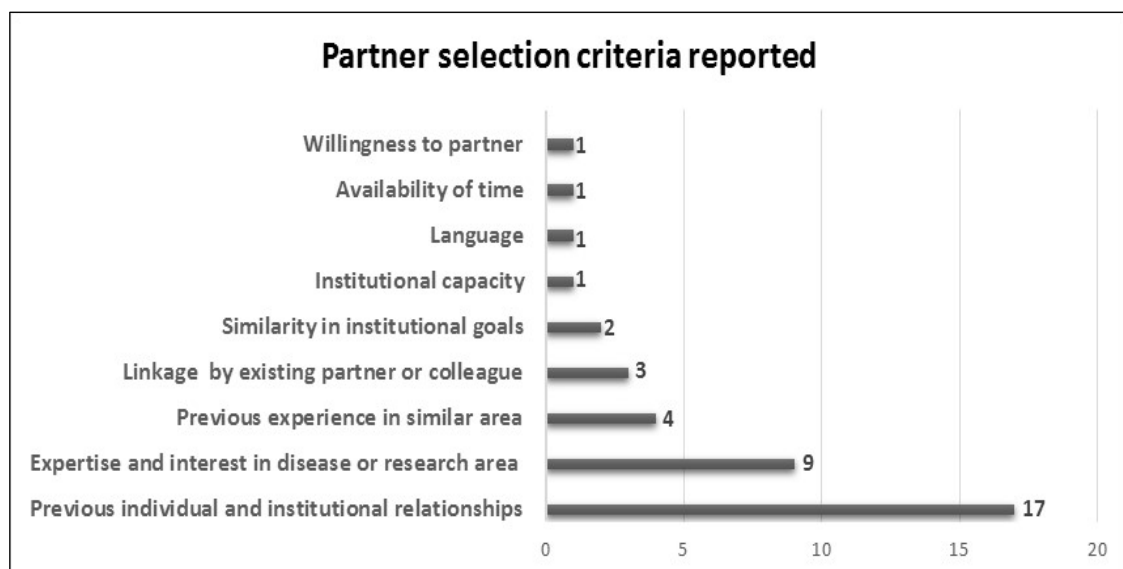 Partner selection criteria reported
Willingness to partner 1
Availability of time 1
Language 1
Institutional capacity 1
Similarity in institutional goals 2
Linkage by existing partner or colleague 3
Previous experience in similar area 4
Expertise and interest in disease or research area 9
Previous individual and institutional relationships 17
0 5 10 15 20